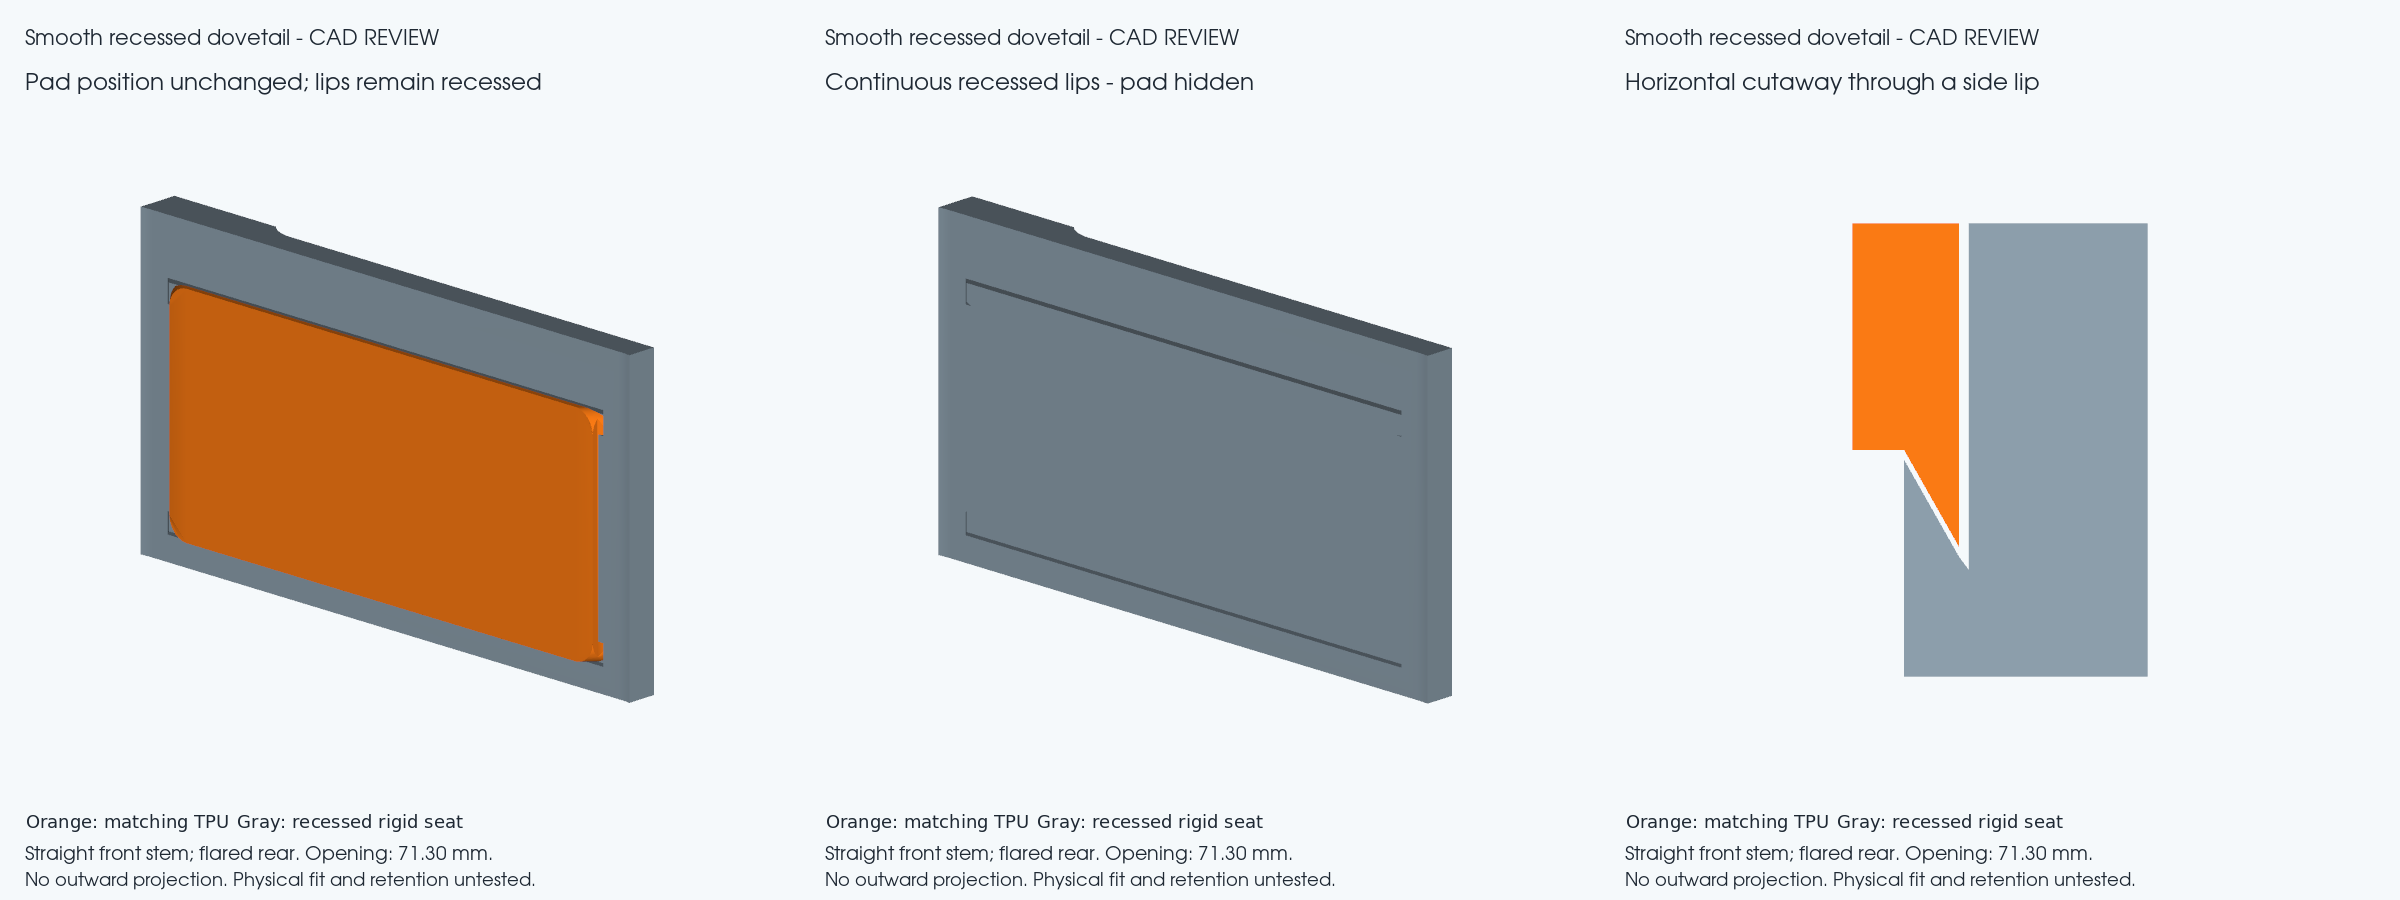 Smooth recessed dovetail - CAD REVIEW
Pad position unchanged; lips remain recessed
Orange: matching TPU Gray: recessed rigid seat
Straight front stem; flared rear. Opening: 71.30 mm.
No outward projection. Physical fit and retention untested.
Smooth recessed dovetail - CAD REVIEW
Continuous recessed lips - pad hidden
Orange: matching TPU Gray: recessed rigid seat
Straight front stem; flared rear. Opening: 71.30 mm.
No outward projection. Physical fit and retention untested.
Smooth recessed dovetail - CAD REVIEW
Horizontal cutaway through a side lip
Orange: matching TPU Gray: recessed rigid seat
Straight front stem; flared rear. Opening: 71.30 mm.
No outward projection. Physical fit and retention untested.